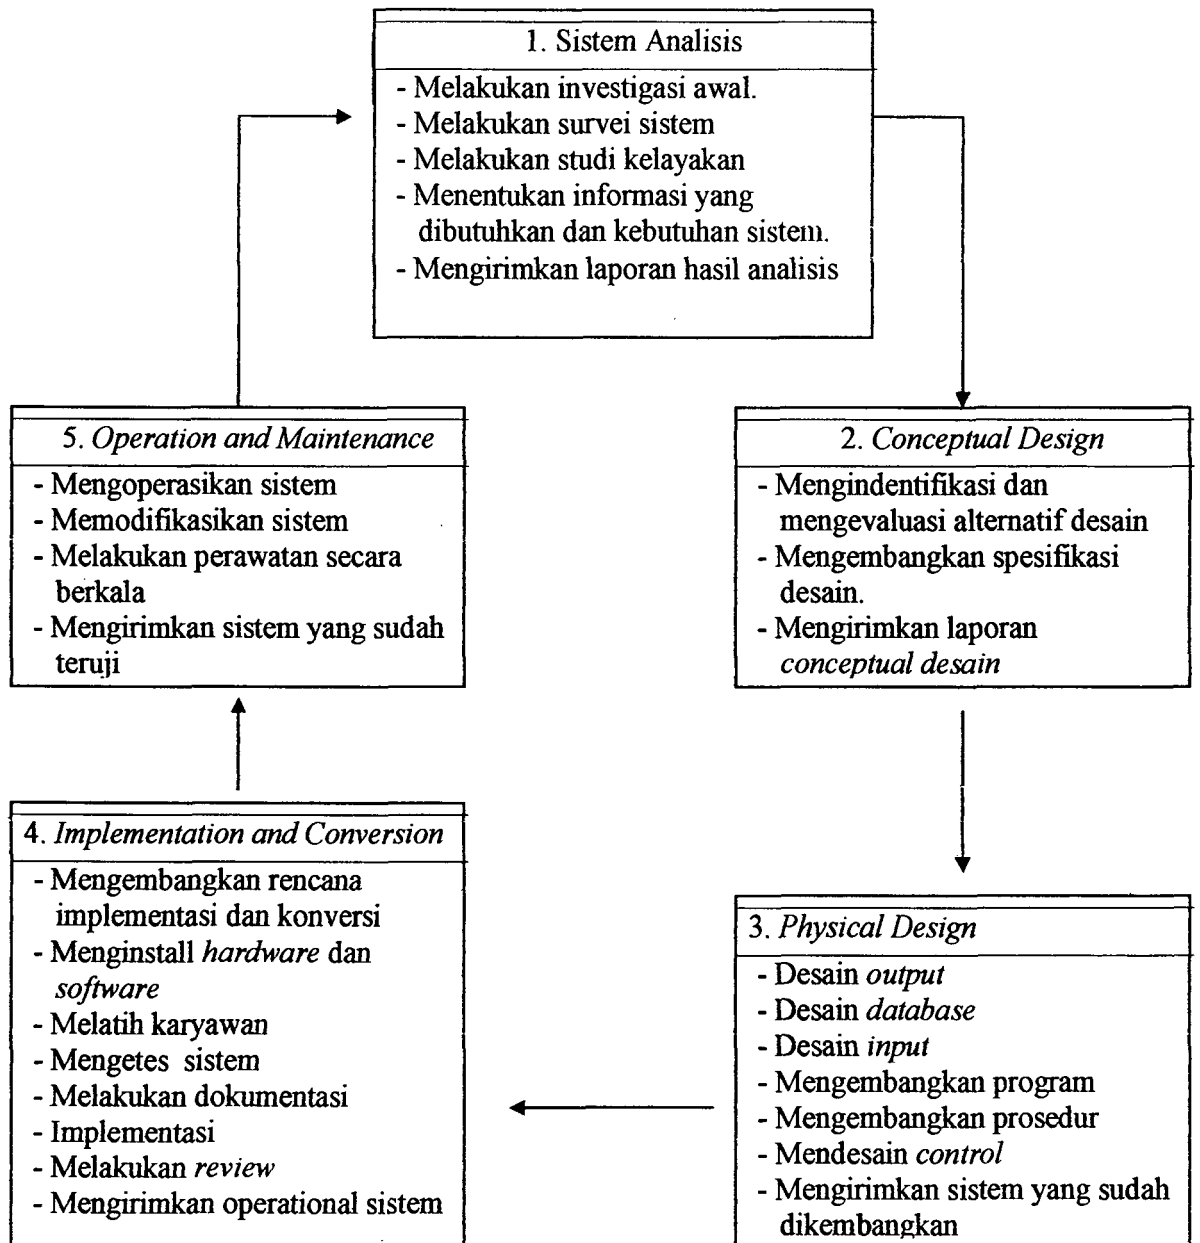 1. Sistem Analisis
- Melakukan investigasi awal.
- Melakukan survei sistem
- Melakukan studi kelayakan
- Menentukan informasi yang
dibutuhkan dan kebutuhan sistem.
- Mengirimkan laporan hasil analisis
2. Conceptual Design
- Mengindentifikasi dan
mengevaluasi alternatif desain
- Mengembangkan spesifikasi
desain.
- Mengirimkan laporan
conceptual desain
3. Physical Design
- Desain output
- Desain database
- Desain input
- Mengembangkan program
- Mengembangkan prosedur
- Mendesain control
- Mengirimkan sistem yang sudah
dikembangkan
4. Implementation and Conversion
- Mengembangkan rencana
implementasi dan konversi
- Menginstall hardware dan
software
- Melatih karyawan
- Mengetes sistem
- Melakukan dokumentasi
- Implementasi
- Melakukan review
- Mengirimkan operational sistem
5. Operation and Maintenance
- Mengoperasikan sistem
- Memodifikasikan sistem
- Melakukan perawatan secara
berkala
- Mengirimkan sistem yang sudah
teruji